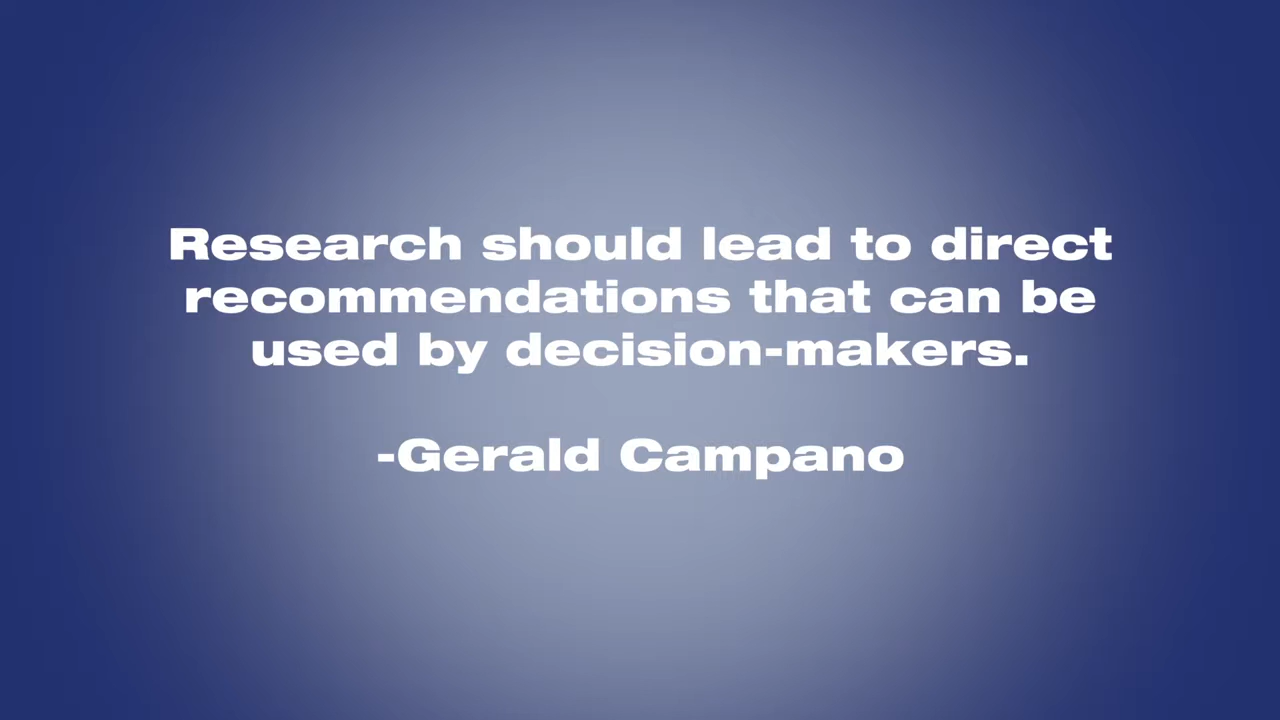 Research should lead to direct
recommendations that can be
used by decision-makers.
-Gerald Campano